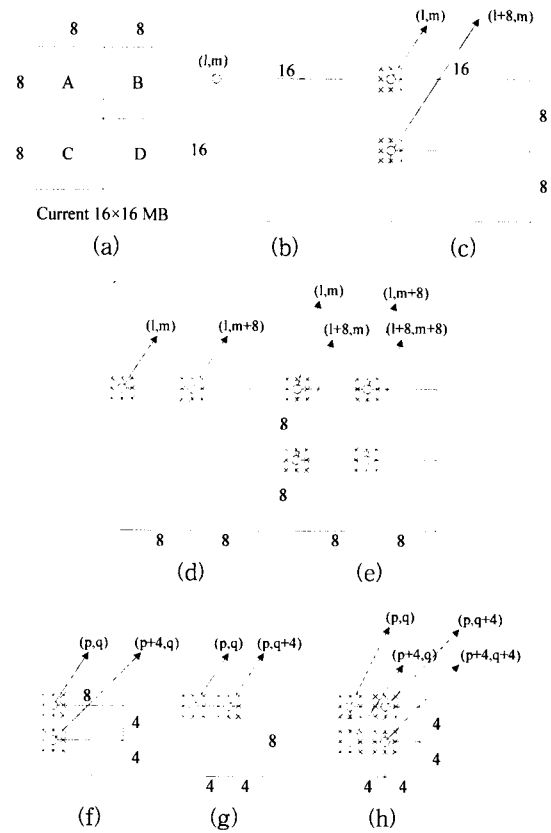 8 8
(l,m) (l+8,m)
(l,m)
8 A B 16 16
8
8 C D 16
8
Current 16×16 MB
(a) (b) (c)
(l,m) (l,m+8)
(l,m) (l,m+8) (l+8,m) (l+8,m+8)
8
8
8 8 8 8
(d) (e)
(p,q) (p+4,q) (p,q) (p,q+4) (p,q) (p,q+4)
(p+4,q) (p+4,q+4)
8
4 4
8
4 4
4 4 4 4
(f) (g) (h)